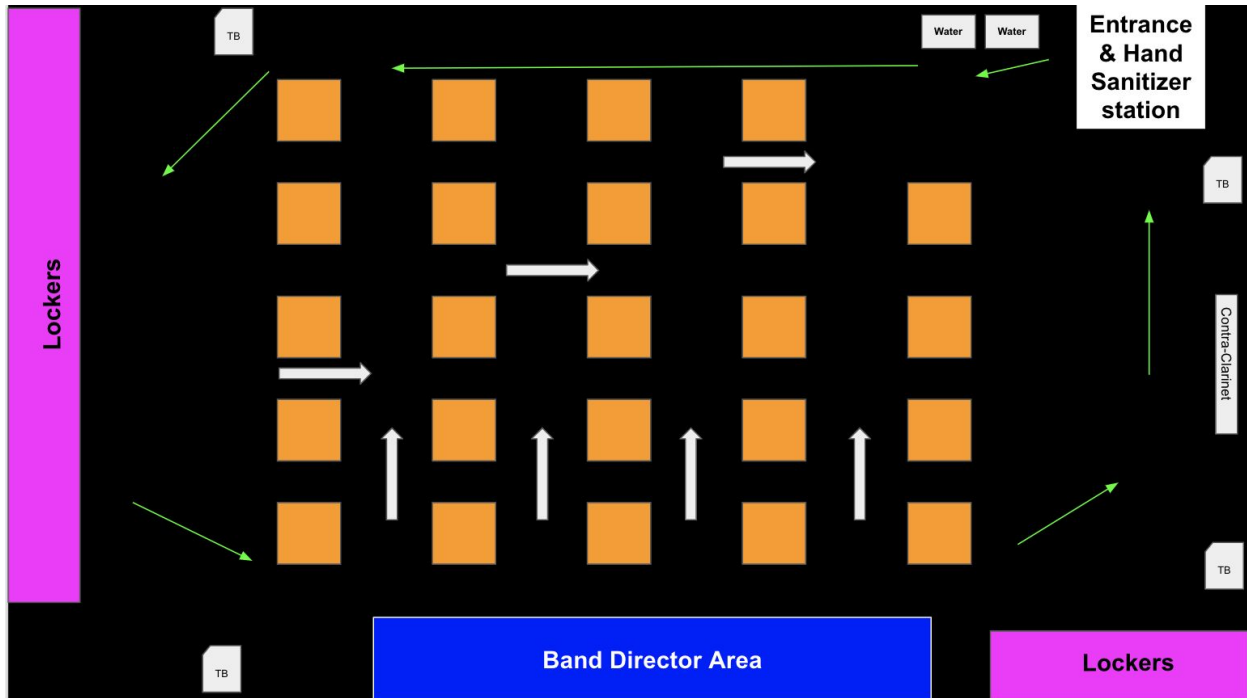 TB
Water
Water
Entrance
& Hand
Sanitizer
station
TB
Lockers
Contra-Clarinet
TB
TB
Band Director Area
Lockers